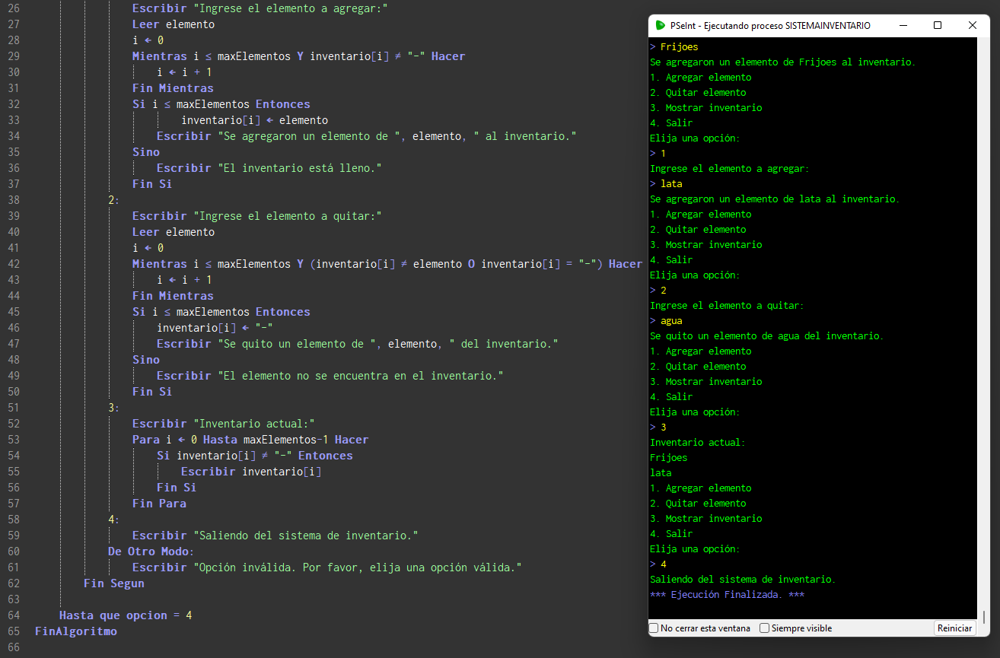 26 Escribir "Ingrese el elemento a agregar:"
27 Leer elemento
28 i ← 0
29 Mientras i ≤ maxElementos Y inventario[i] ≠ "-" Hacer
30 i ← i + 1
31 Fin Mientras
32 Si i ≤ maxElementos Entonces
33 inventario[i] ← elemento
34 Escribir "Se agregaron un elemento de ", elemento, " al inventario."
35 Sino
36 Escribir "El inventario está lleno."
37 Fin Si
38 2:
39 Escribir "Ingrese el elemento a quitar:"
40 Leer elemento
41 i ← 0
42 Mientras i ≤ maxElementos Y (inventario[i] ≠ elemento O inventario[i] = "-") Hacer
43 i ← i + 1
44 Fin Mientras
45 Si i ≤ maxElementos Entonces
46 inventario[i] ← "-"
47 Escribir "Se quito un elemento de ", elemento, " del inventario."
48 Sino
49 Escribir "El elemento no se encuentra en el inventario."
50 Fin Si
51 3:
52 Escribir "Inventario actual:"
53 Para i ← 0 Hasta maxElementos-1 Hacer
54 Si inventario[i] ≠ "-" Entonces
55 Escribir inventario[i]
56 Fin Si
57 Fin Para
58 4:
59 Escribir "Saliendo del sistema de inventario."
60 De Otro Modo:
61 Escribir "Opción inválida. Por favor, elija una opción válida."
62 Fin Segun
63
64 Hasta que opcion = 4
65 FinAlgoritmo
66
PSeInt - Ejecutando proceso SISTEMAINVENTARIO
> Frijoes
Se agregaron un elemento de Frijoes al inventario.
1. Agregar elemento
2. Quitar elemento
3. Mostrar inventario
4. Salir
Elija una opción:
> 1
Ingrese el elemento a agregar:
> lata
Se agregaron un elemento de lata al inventario.
1. Agregar elemento
2. Quitar elemento
3. Mostrar inventario
4. Salir
Elija una opción:
> 2
Ingrese el elemento a quitar:
> agua
Se quito un elemento de agua del inventario.
1. Agregar elemento
2. Quitar elemento
3. Mostrar inventario
4. Salir
Elija una opción:
> 3
Inventario actual:
Frijoes
lata
1. Agregar elemento
2. Quitar elemento
3. Mostrar inventario
4. Salir
Elija una opción:
> 4
Saliendo del sistema de inventario.
*** Ejecución Finalizada. ***
No cerrar esta ventana Siempre visible Reiniciar